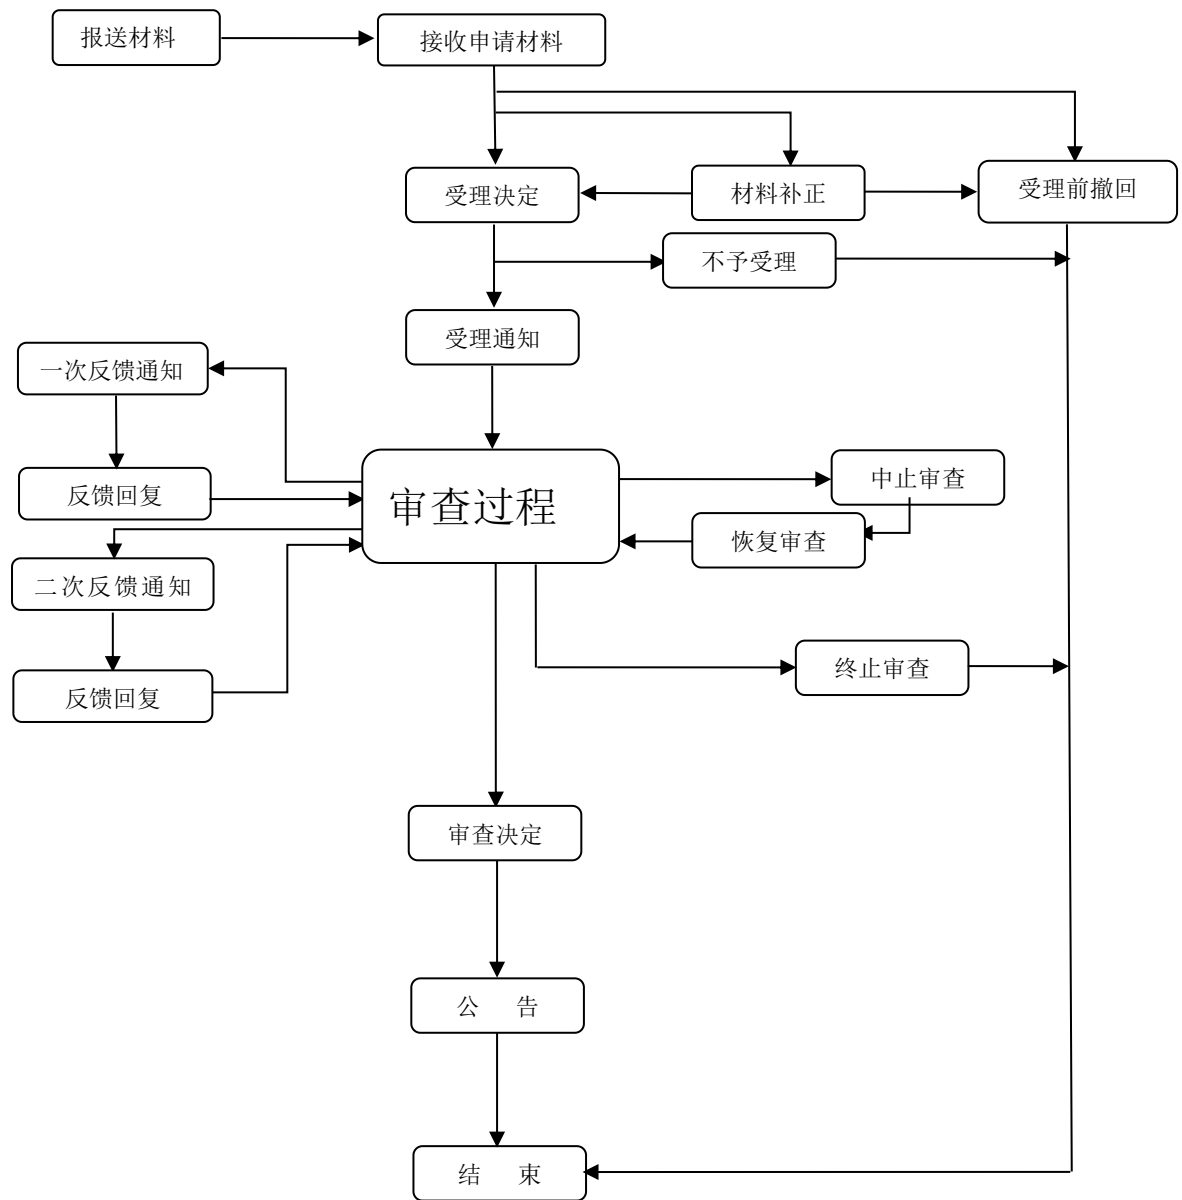 报送材料
接收申请材料
受理决定
材料补正
受理前撤回
不予受理
受理通知
一次反馈通知
反馈回复
审查过程
中止审查
恢复审查
二次反馈通知
反馈回复
终止审查
审查决定
公 告
结 束